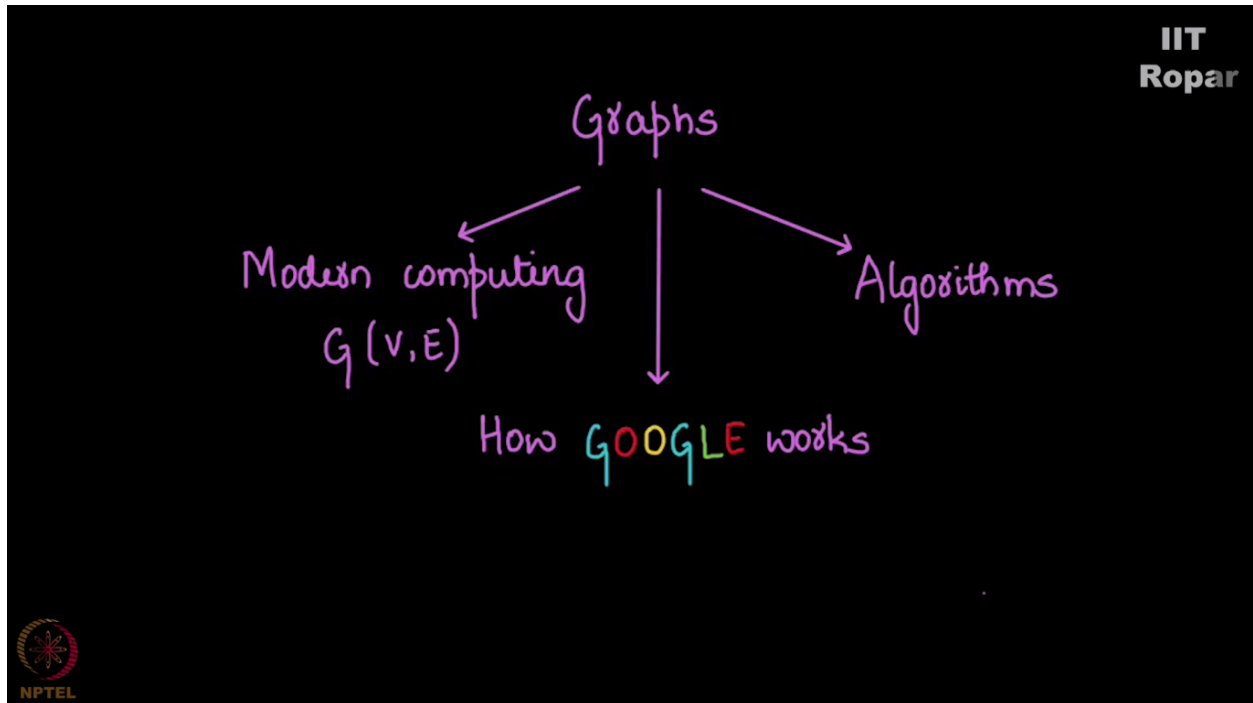 IIT
Ropar
Graphs
Modern computing
G (V, E)
Algorithms
How GOOGLE works
NPTEL